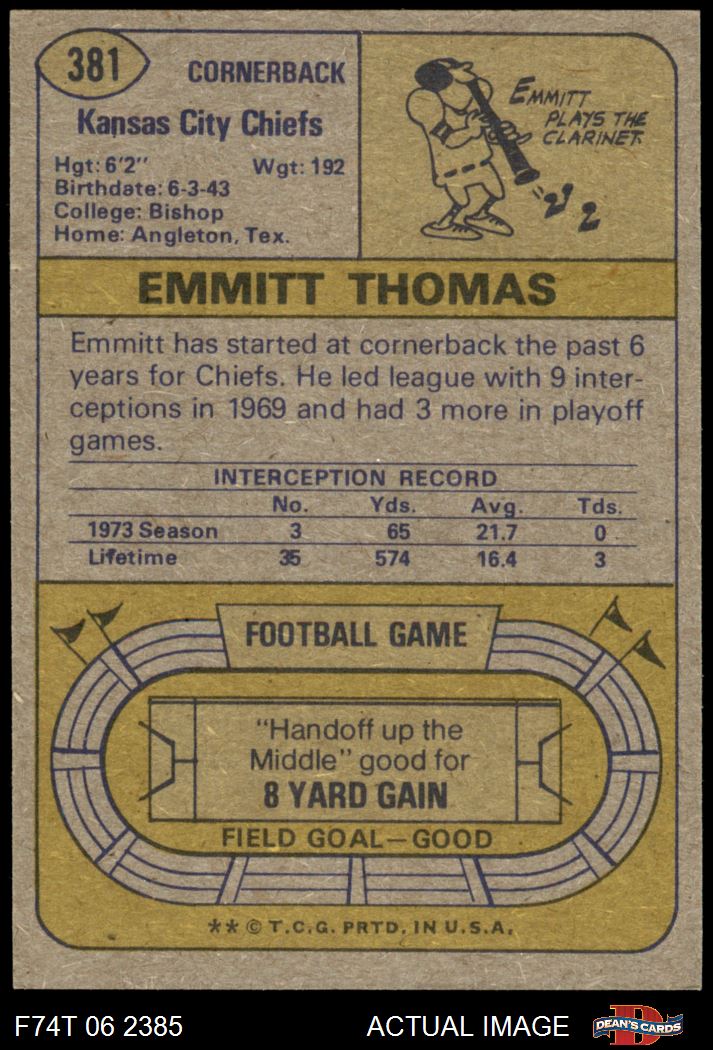 381
CORNERBACK
Kansas City Chiefs
Hgt: 6'2" Wgt: 192
Birthdate: 6-3-43
College: Bishop
Home: Angleton, Tex.
EMMITT
PLAYS THE
CLARINET.
EMMITT THOMAS
Emmitt has started at cornerback the past 6
years for Chiefs. He led league with 9 inter-
ceptions in 1969 and had 3 more in playoff
games.
INTERCEPTION RECORD
No. Yds. Avg. Tds.
1973 Season 3 65 21.7 0
Lifetime 35 574 16.4 3
FOOTBALL GAME
"Handoff up the
Middle" good for
8 YARD GAIN
FIELD GOAL—GOOD
** © T.C.G. PRTD. IN U.S.A.
F74T 06 2385 ACTUAL IMAGE DEAN'S CARDS